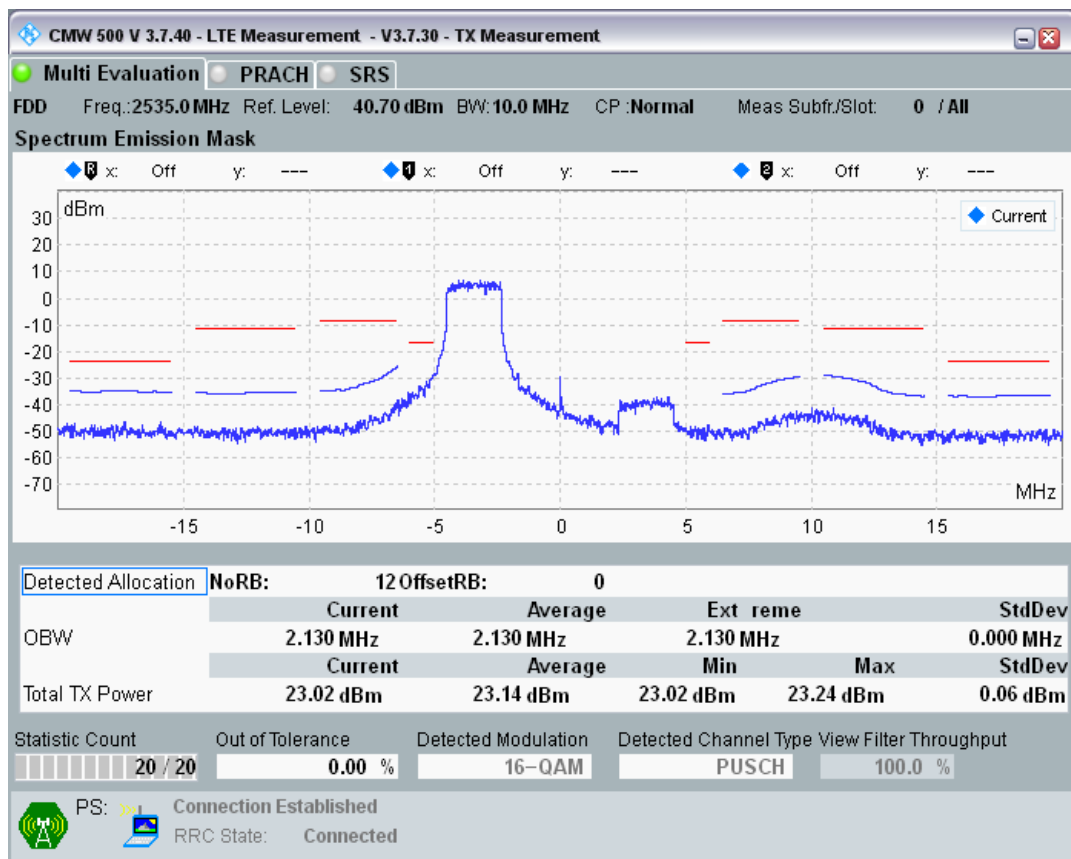 CMW 500 V 3.7.40 - LTE Measurement - V3.7.30 - TX Measurement
Multi Evaluation PRACH SRS
FDD Freq.:2535.0 MHz Ref. Level: 40.70 dBm BW:10.0 MHz CP :Normal Meas Subfr./Slot: 0 / All
Spectrum Emission Mask
R x: Off y: --- 1 x: Off y: --- 2 x: Off y: ---
dBm
Current
30
20
10
0
-10
-20
-30
-40
-50
-60
-70
MHz
-15 -10 -5 0 5 10 15
Detected Allocation NoRB: 12 OffsetRB: 0
Current Average Ext reme StdDev
OBW 2.130 MHz 2.130 MHz 2.130 MHz 0.000 MHz
Current Average Min Max StdDev
Total TX Power 23.02 dBm 23.14 dBm 23.02 dBm 23.24 dBm 0.06 dBm
Statistic Count Out of Tolerance Detected Modulation Detected Channel Type View Filter Throughput
20 / 20 0.00 % 16-QAM PUSCH 100.0 %
PS: Connection Established
RRC State: Connected